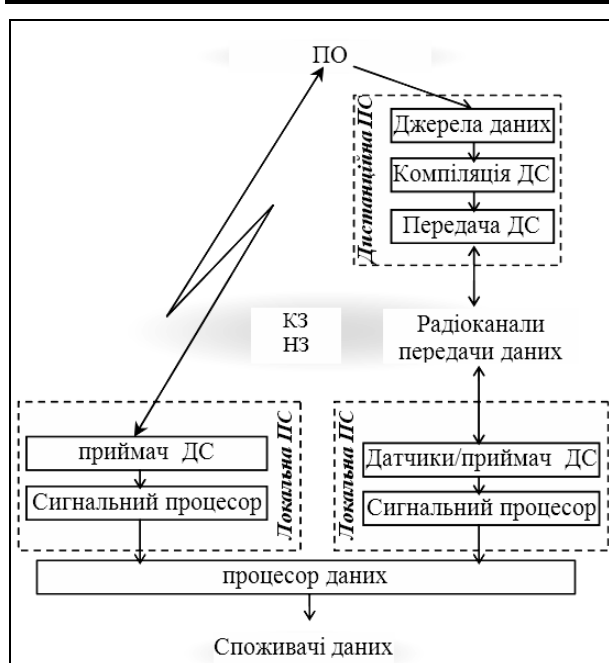 ПО
Дистанційна ПС
Джерела даних
Компіляція ДС
Передача ДС
КЗ
НЗ
Радіоканали
передачи даних
приймач ДС
Сигнальний процесор
Локальна ПС
Локальна ПС
Датчики/приймач ДС
Сигнальний процесор
процесор даних
Споживачі даних